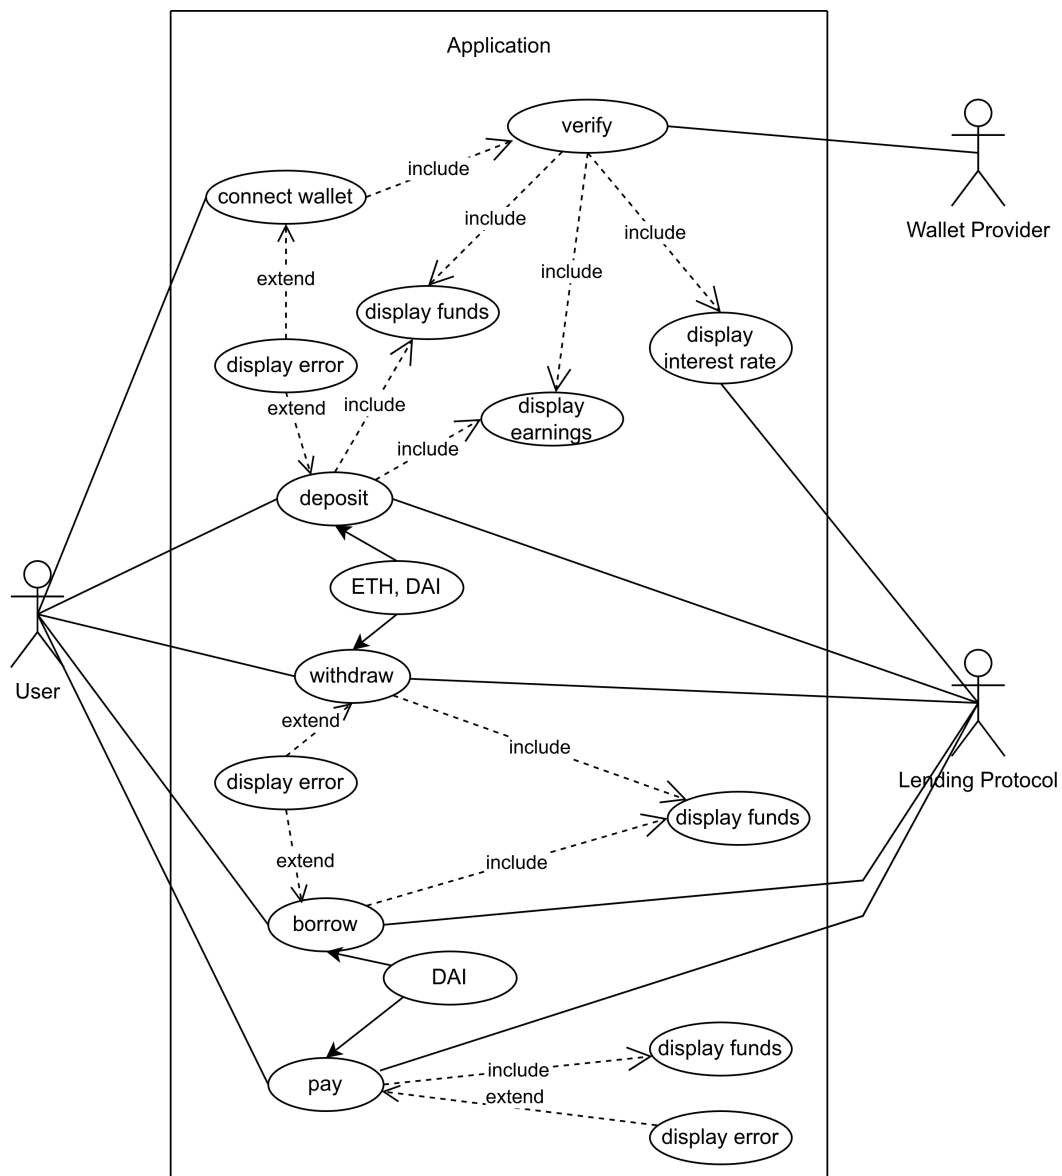 Application
verify
include
connect wallet
include
include
Wallet Provider
include
extend
display funds
display
interest rate
display error
extend
include
display
earnings
include
deposit
ETH, DAI
withdraw
User
extend
include
display error
Lending Protocol
display funds
extend
include
borrow
DAI
display funds
include
pay
extend
display error